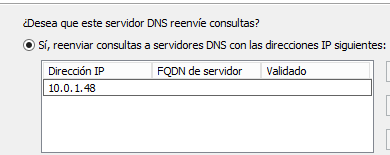 ¿Desea que este servidor DNS reenvíe consultas?
Sí, reenviar consultas a servidores DNS con las direcciones IP siguientes:
Dirección IP FQDN de servidor Validado
10.0.1.48